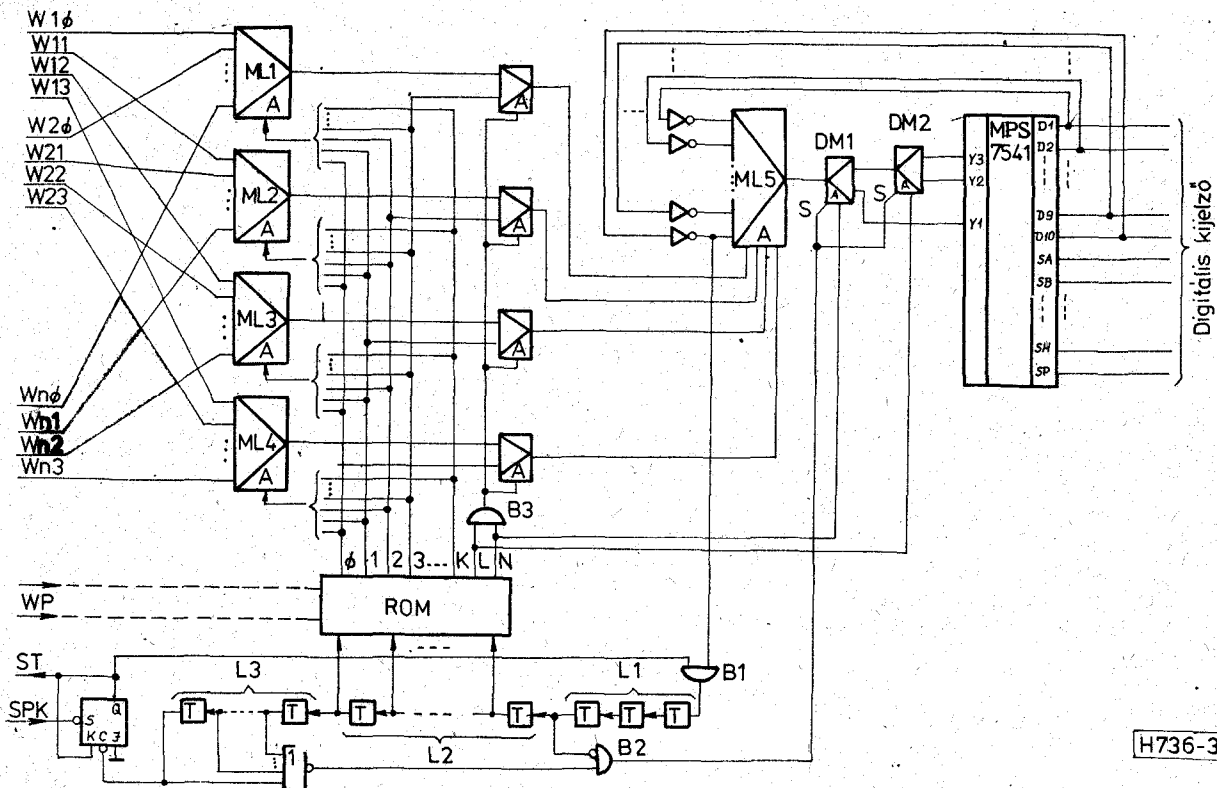 W1ϕ
W11
W12
W13
W2ϕ
W21
W22
W23
Wnϕ
Wn1
Wn2
Wn3
ML1
A
ML2
A
ML3
A
ML4
A
A
A
A
A
B3
ϕ 1 2 3... K L N
ROM
WP
ST
SPK
S Q
K C J
L3
T T
L2
T T
L1
T T T
B1
B2
1
ML5
A
DM1
A
S
DM2
A
S
MPS
7541
Y3
Y2
Y1
D1
D2
D9
D10
SA
SB
SH
SP
Digitális kijelző
H736-3